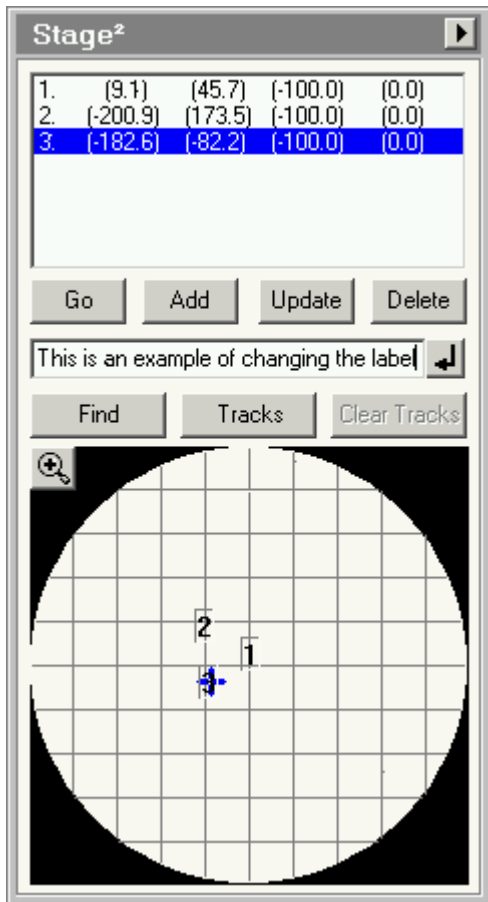 Stage²
1. (9.1) (45.7) (-100.0) (0.0)
2. (-200.9) (173.5) (-100.0) (0.0)
3. (-182.6) (-82.2) (-100.0) (0.0)
Go Add Update Delete
This is an example of changing the label
Find Tracks Clear Tracks
2
1
3